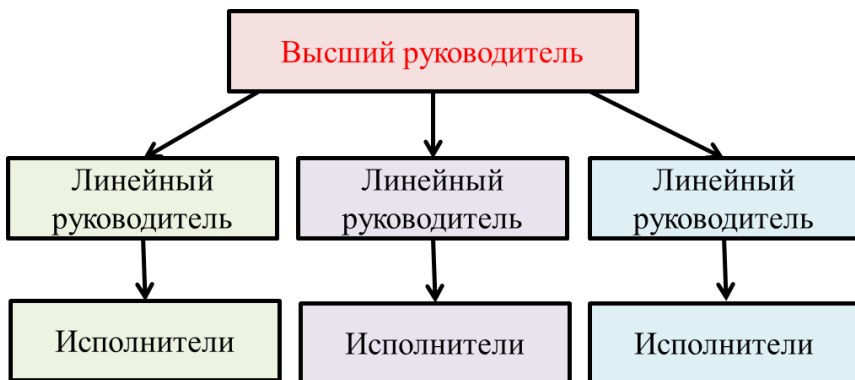 Высший руководитель
Линейный
руководитель
Линейный
руководитель
Линейный
руководитель
Исполнители
Исполнители
Исполнители